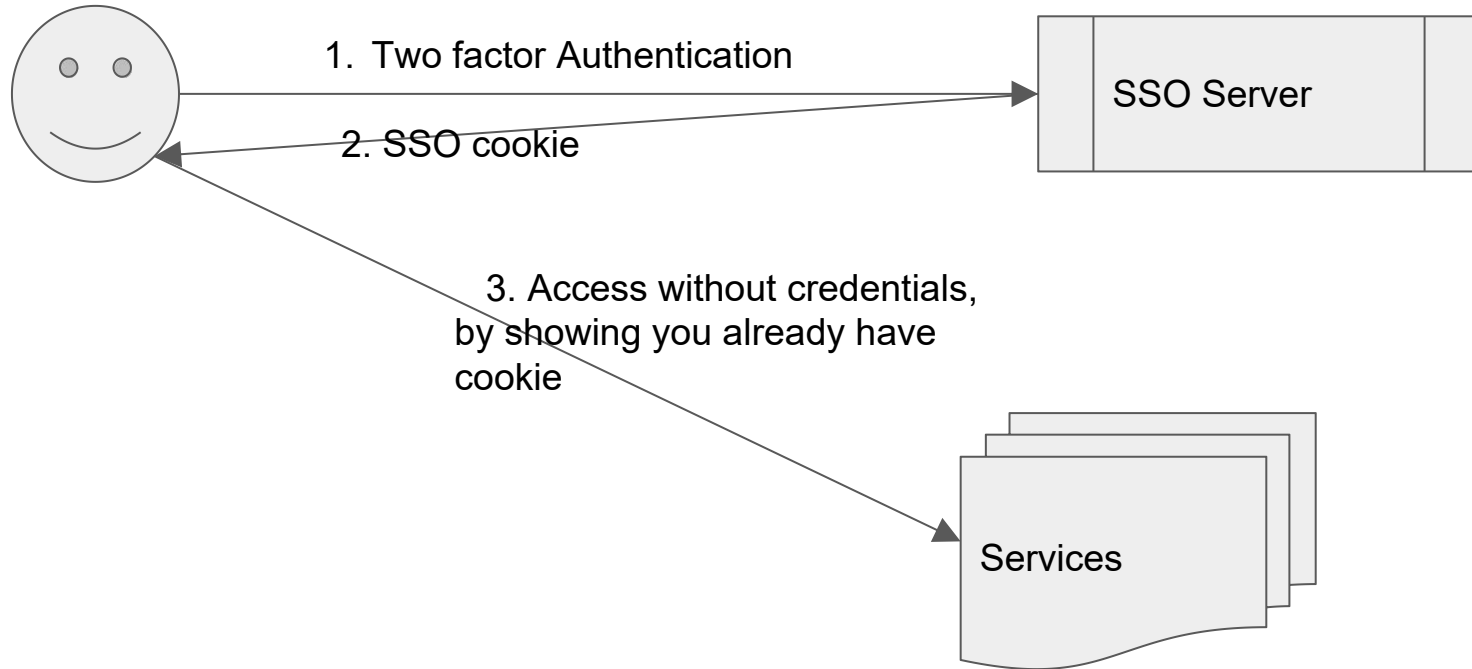 1. Two factor Authentication
SSO Server
2. SSO cookie
3. Access without credentials,
by showing you already have
cookie
Services